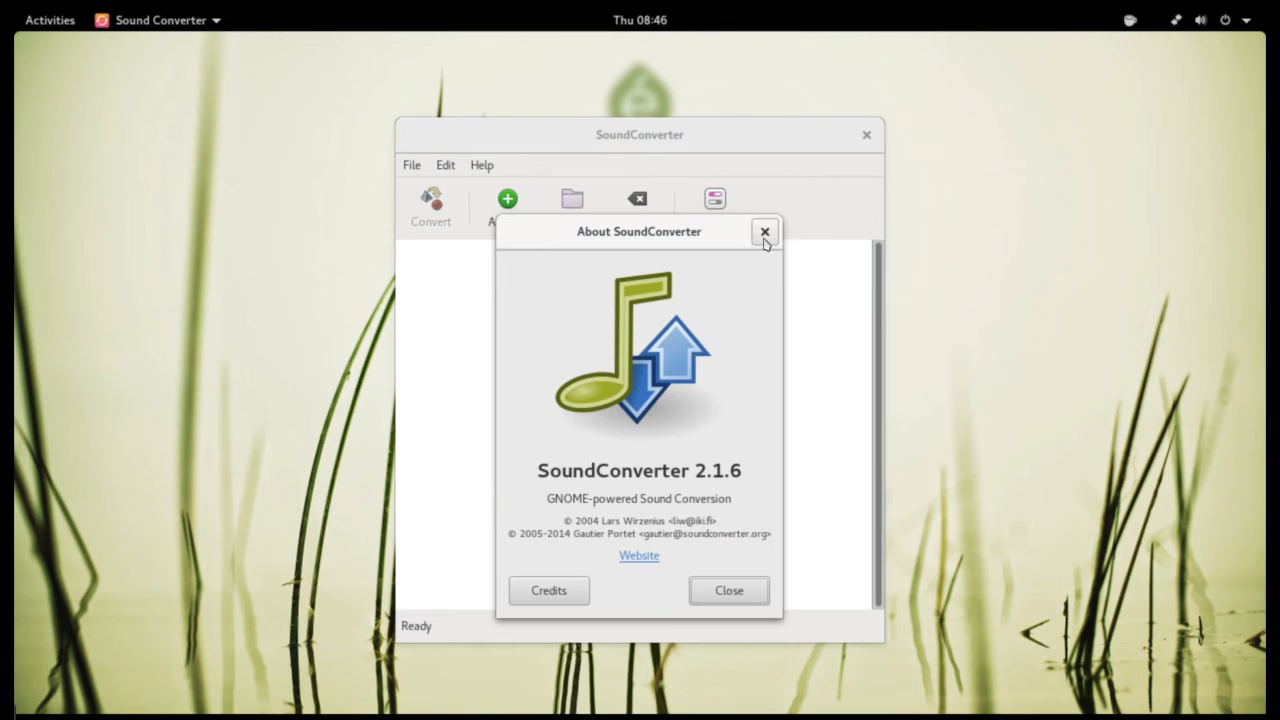 Activities
Sound Converter
Thu 08:46
SoundConverter
File Edit Help
Convert
About SoundConverter
SoundConverter 2.1.6
GNOME-powered Sound Conversion
© 2004 Lars Wirzenius <liw@iki.fi>
© 2005-2014 Gautier Portet <gautier@soundconverter.org>
Website
Credits
Close
Ready